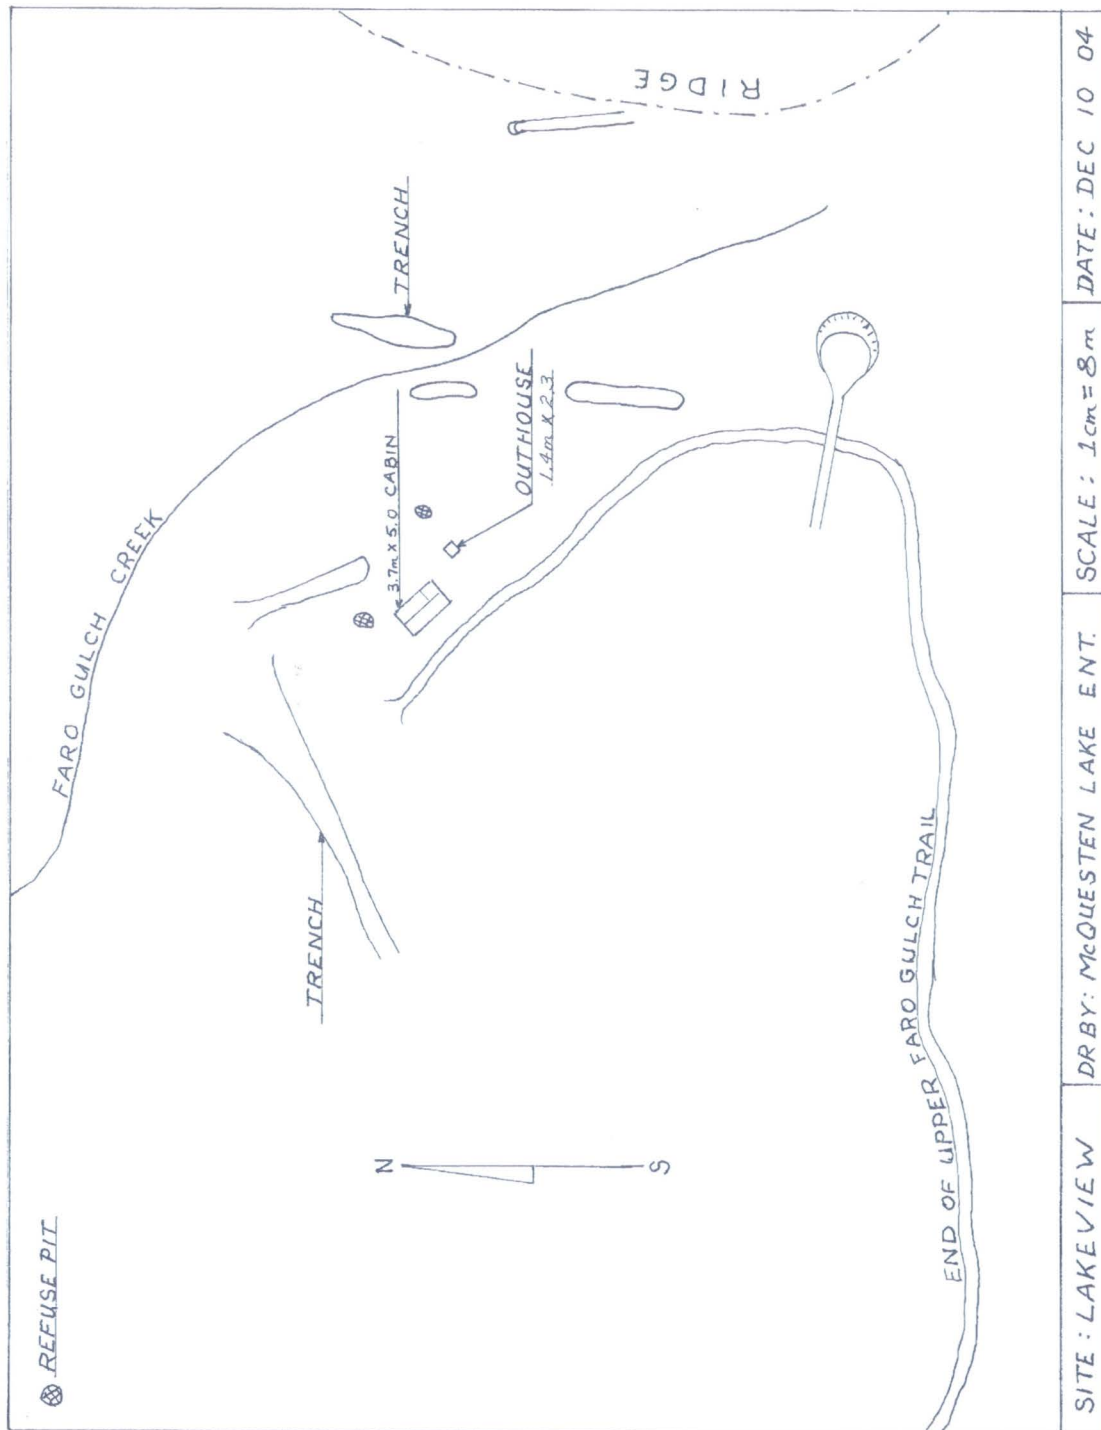 REFUSE PIT
FARO GULCH CREEK
TRENCH
N
S
3.7m x 5.0 CABIN
TRENCH
OUTHOUSE
1.4m x 2.3
RIDGE
END OF UPPER FARO GULCH TRAIL
SITE : LAKEVIEW
DR BY: McQUESTEN LAKE ENT.
SCALE : 1cm = 8m
DATE : DEC 10 04